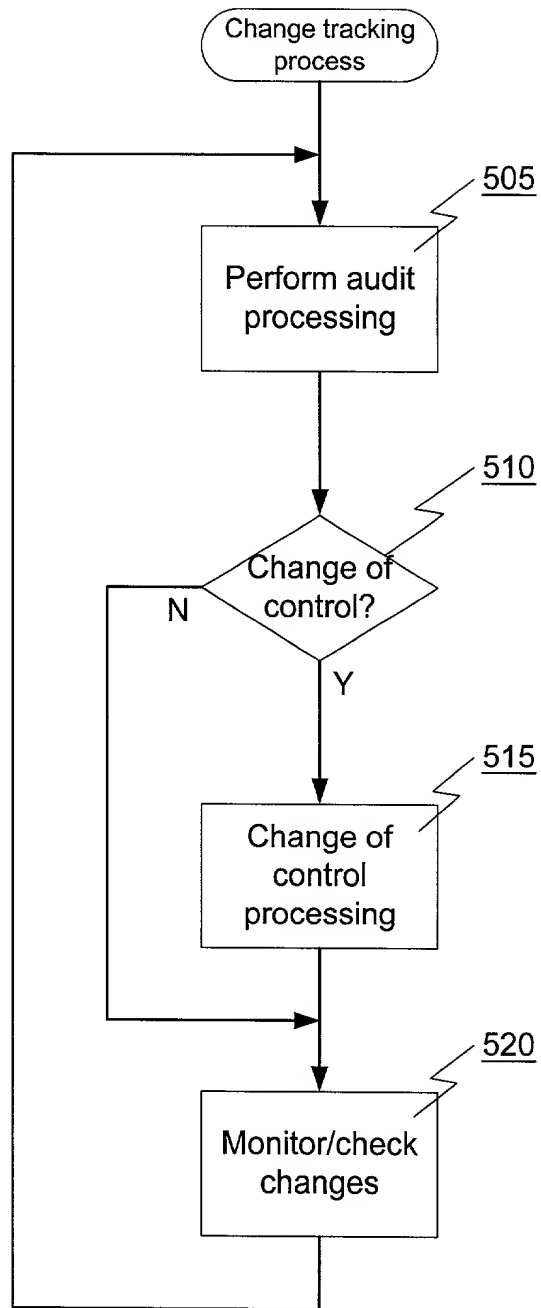 Change tracking
process
505
Perform audit
processing
510
Change of
control?
N
Y
515
Change of
control
processing
520
Monitor/check
changes